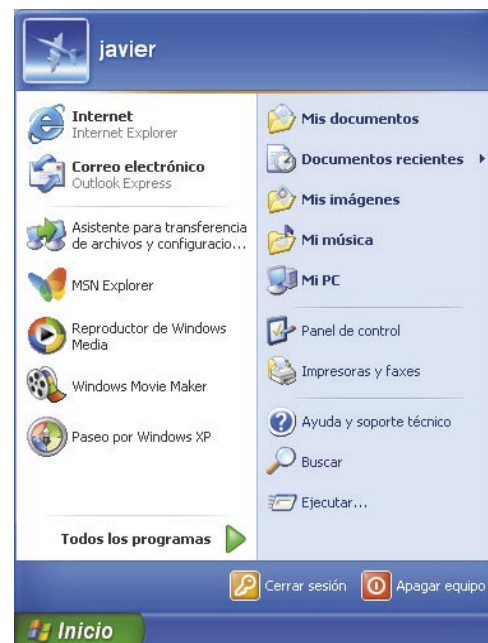 javier
Internet
Internet Explorer
Correo electrónico
Outlook Express
Asistente para transferencia
de archivos y configuracio...
MSN Explorer
Reproductor de Windows
Media
Windows Movie Maker
Paseo por Windows XP
Todos los programas
Mis documentos
Documentos recientes
Mis imágenes
Mi música
Mi PC
Panel de control
Impresoras y faxes
Ayuda y soporte técnico
Buscar
Ejecutar...
Cerrar sesión
Apagar equipo
Inicio